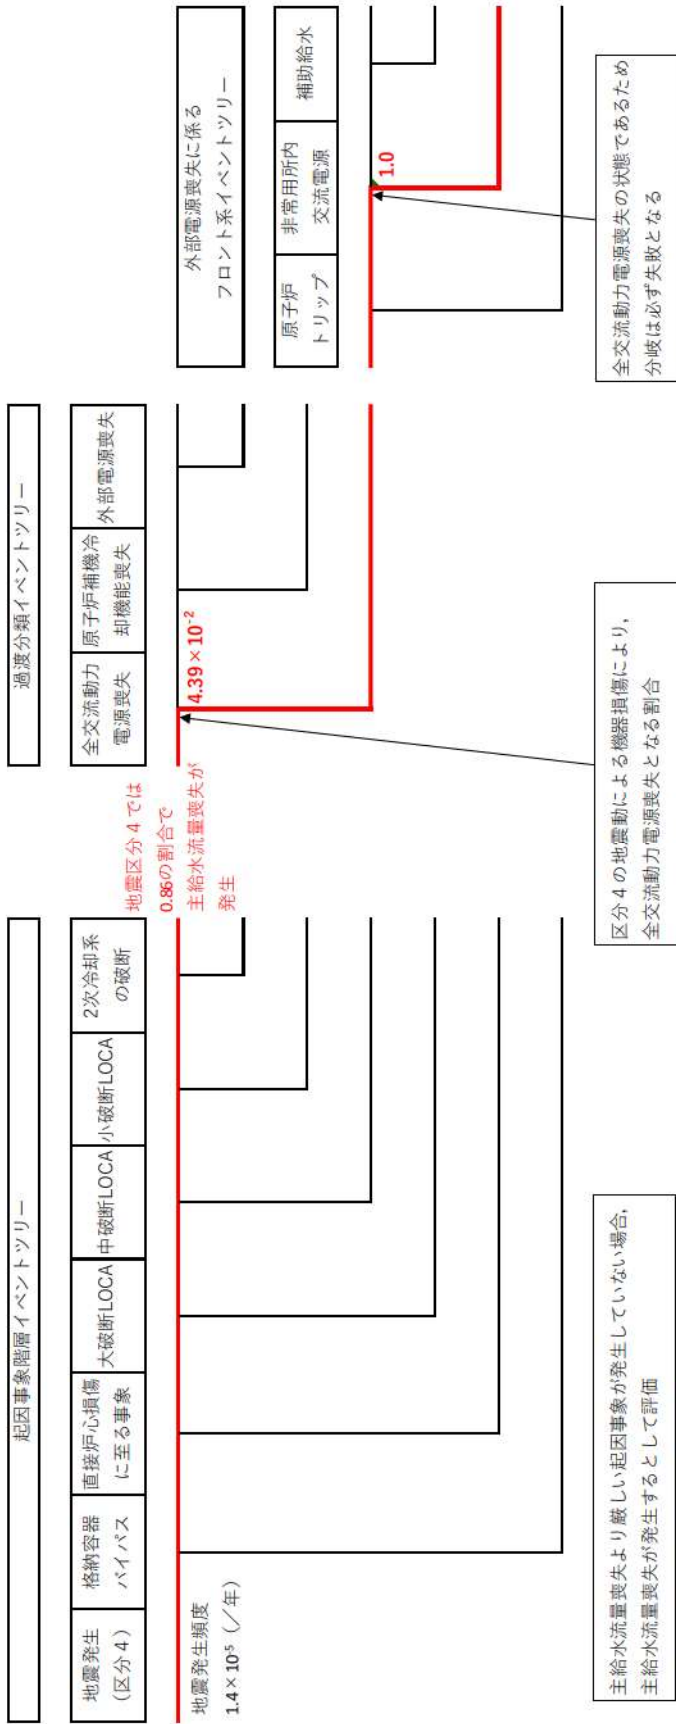 起因事象階層イベントツリー
地震発生
（区分４）
格納容器
バイパス
直接炉心損傷
に至る事象
大破断LOCA
中破断LOCA
小破断LOCA
2次冷却系
の破断
地震発生頻度
1.4×10⁻⁵（／年）
地震区分４では
0.86の割合で
主給水流量喪失が
発生
主給水流量喪失より厳しい起因事象が発生していない場合,
主給水流量喪失が発生するとして評価
過渡分類イベントツリー
全交流動力
電源喪失
原子炉補機冷
却機能喪失
外部電源喪失
4.39×10⁻²
区分４の地震動による機器損傷により,
全交流動力電源喪失となる割合
外部電源喪失に係る
フロント系イベントツリー
原子炉
トリップ
非常用所内
交流電源
補助給水
1.0
全交流動力電源喪失の状態であるため
分岐は必ず失敗となる